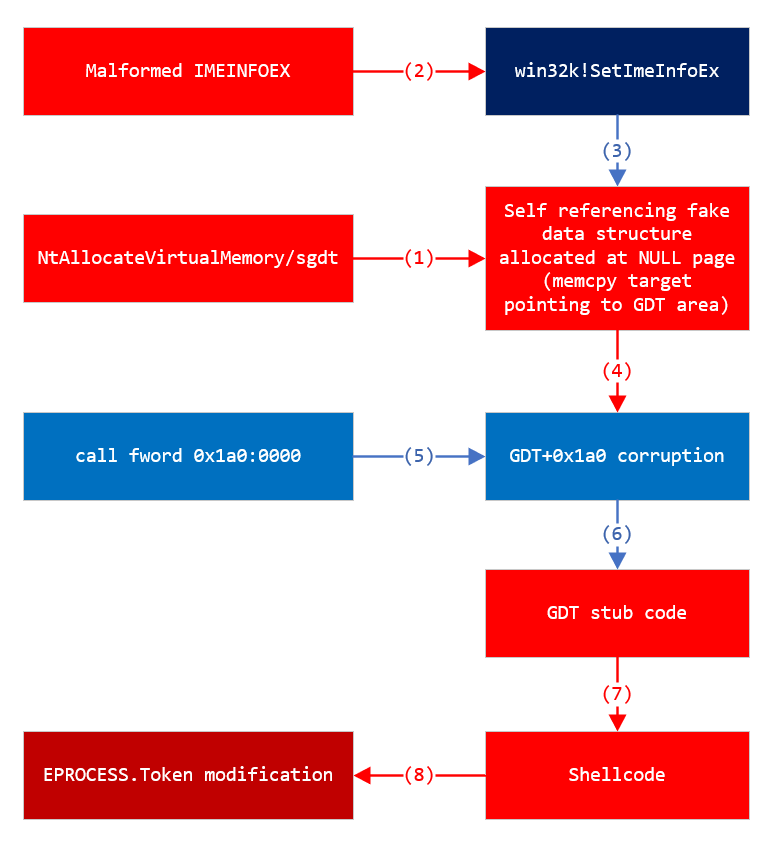 Malformed IMEINFOEX
(2)
win32k!SetImeInfoEx
(3)
NtAllocateVirtualMemory/sgdt
(1)
Self referencing fake
data structure
allocated at NULL page
(memcpy target
pointing to GDT area)
(4)
call fword 0x1a0:0000
(5)
GDT+0x1a0 corruption
(6)
GDT stub code
(7)
EPROCESS.Token modification
(8)
Shellcode